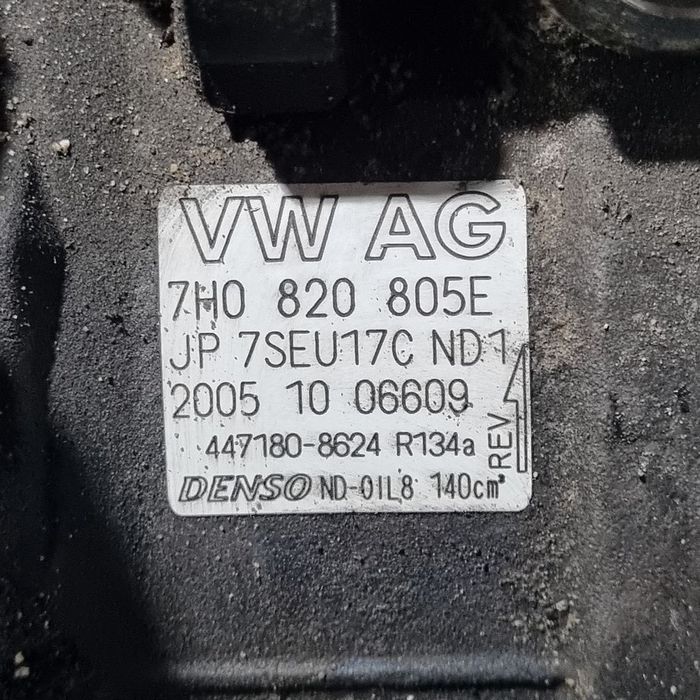 VW AG
7H0 820 805E
JP 7SEU17C ND1
2005 10 06609
447180-8624 R134a
REV
DENSO ND-OIL8 140cm³